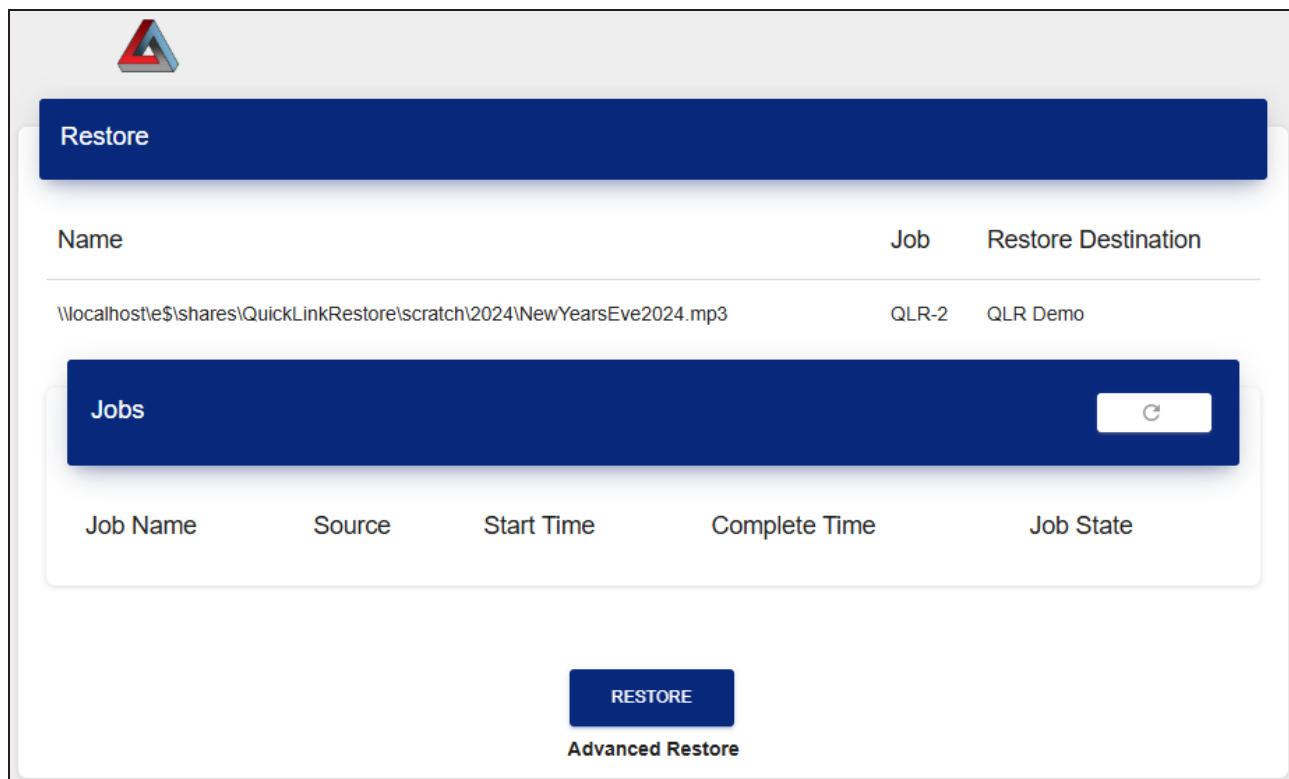 Restore
Name Job Restore Destination
\\localhost\e$\shares\QuickLinkRestore\scratch\2024\NewYearsEve2024.mp3 QLR-2 QLR Demo
Jobs
Job Name Source Start Time Complete Time Job State
RESTORE
Advanced Restore